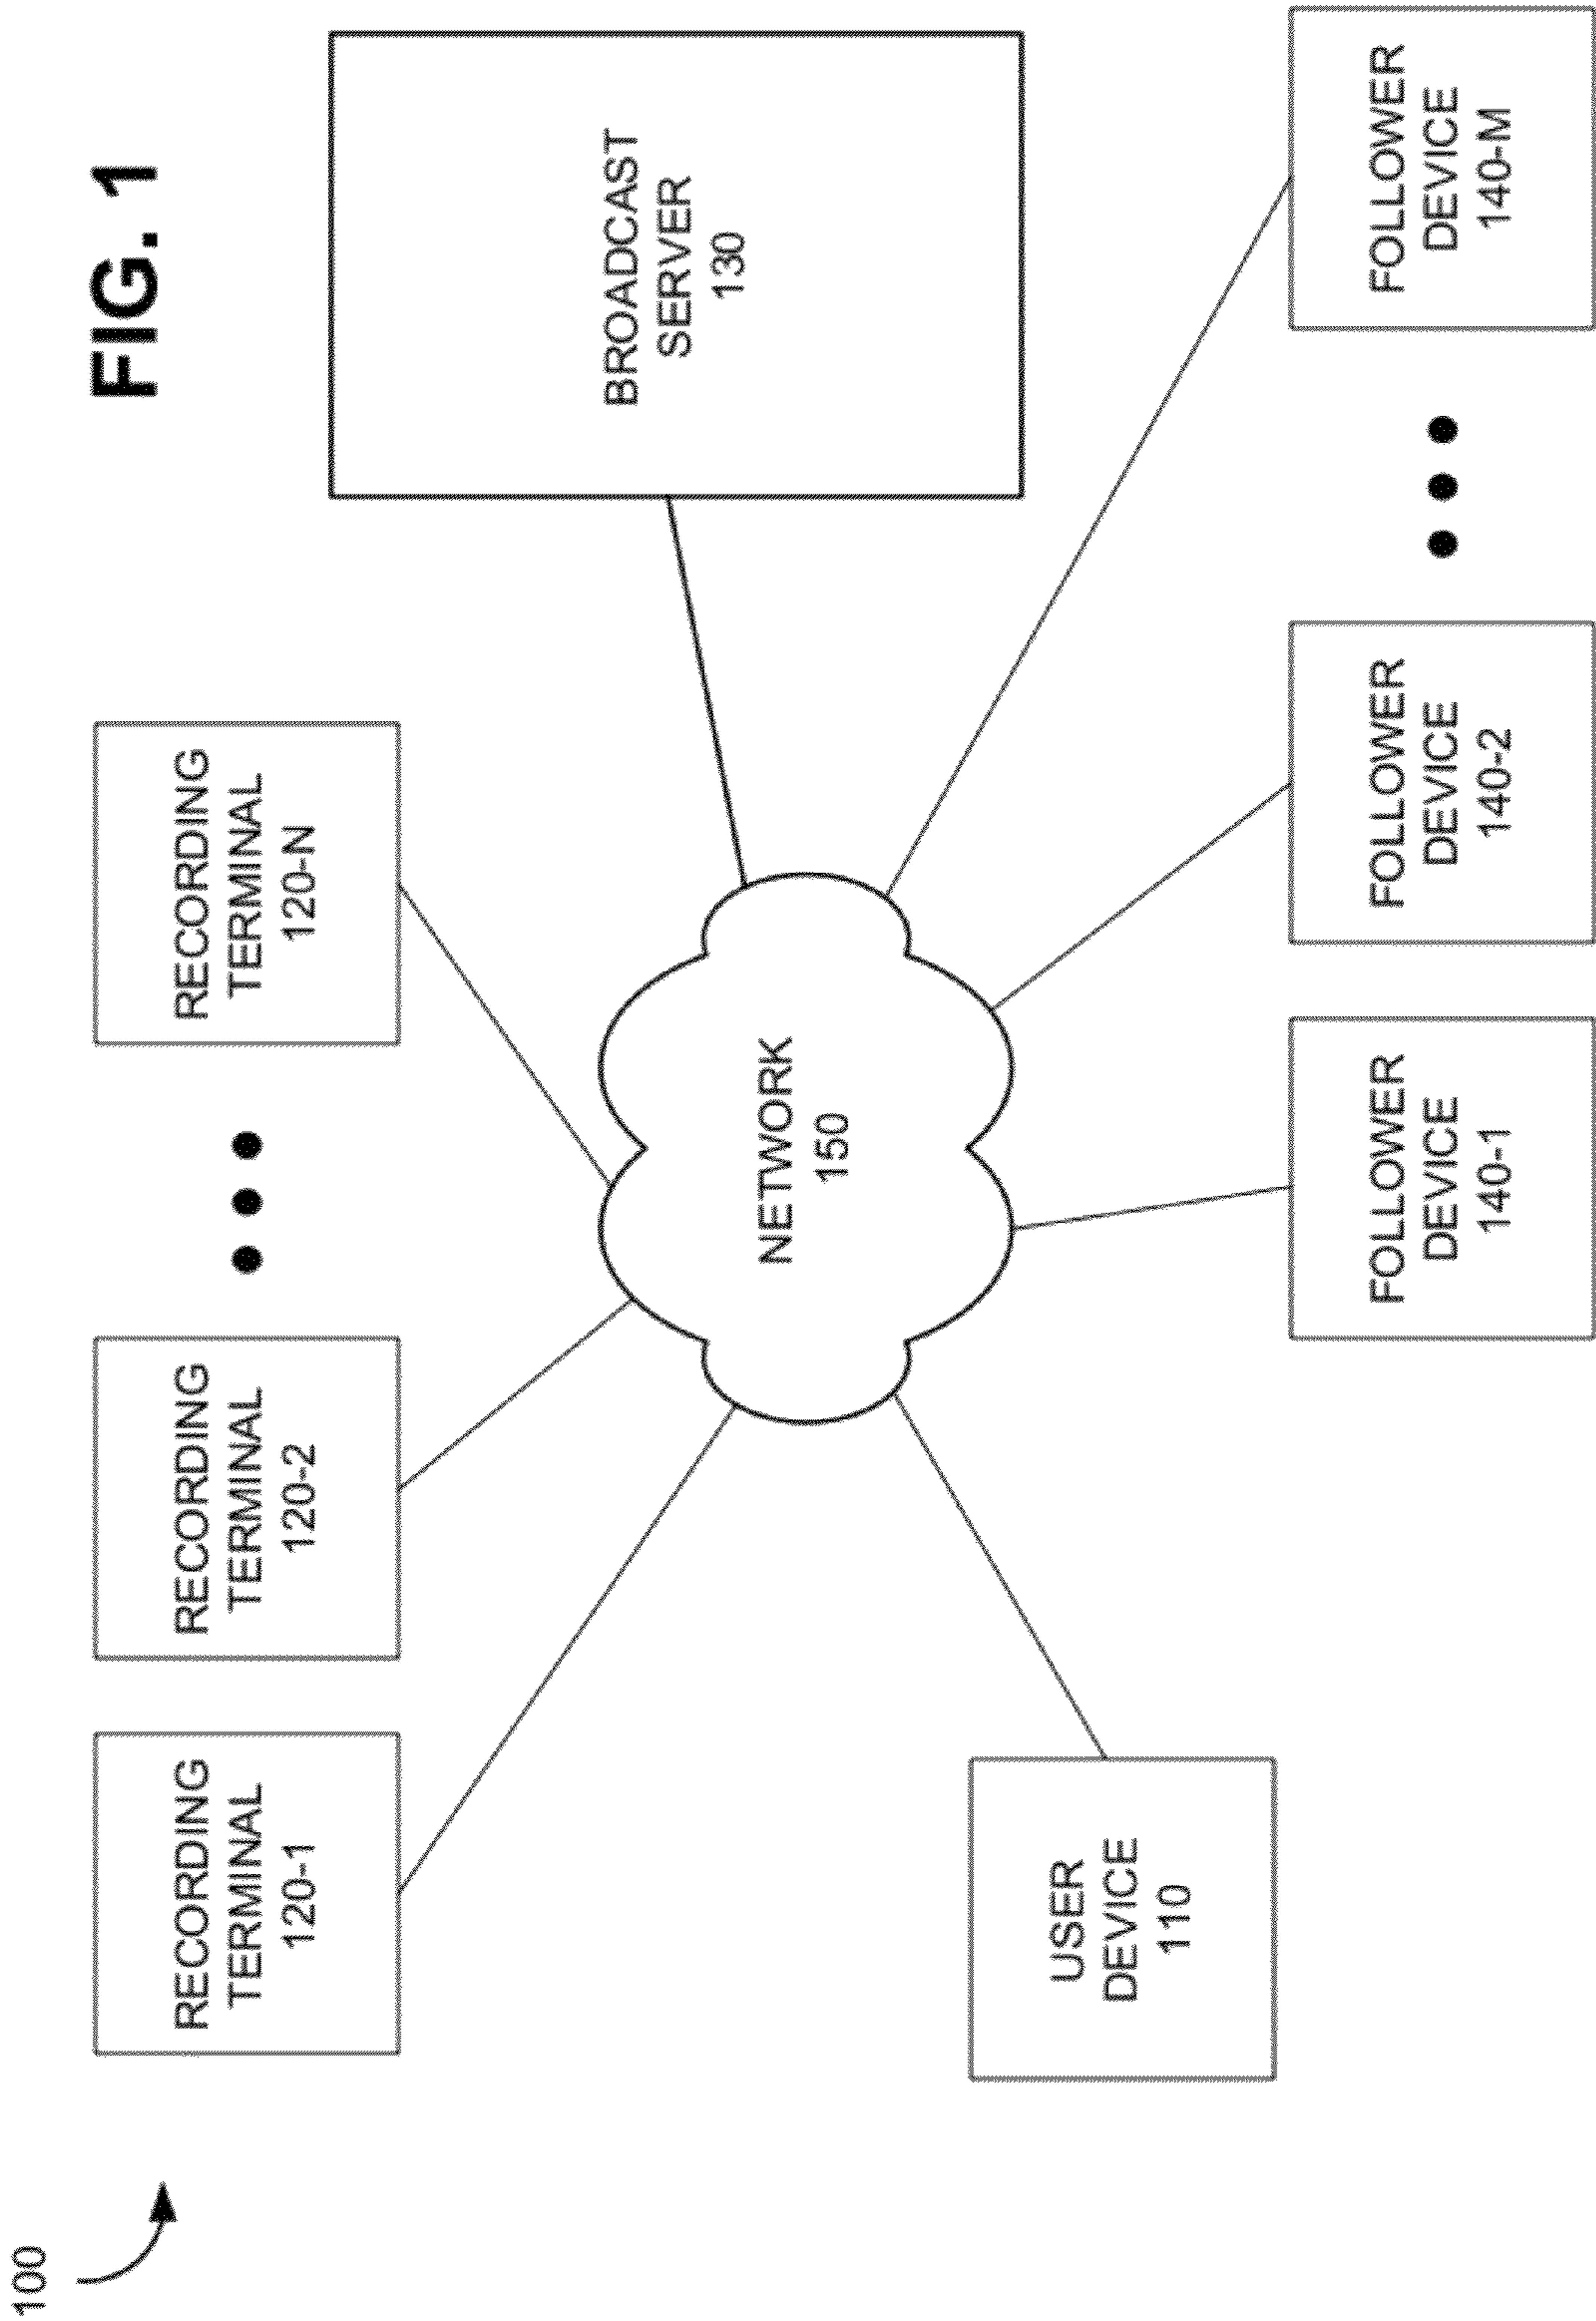 FIG. 1
100
RECORDING
TERMINAL
120-1
RECORDING
TERMINAL
120-2
RECORDING
TERMINAL
120-N
BROADCAST
SERVER
130
NETWORK
150
USER
DEVICE
110
FOLLOWER
DEVICE
140-1
FOLLOWER
DEVICE
140-2
FOLLOWER
DEVICE
140-M